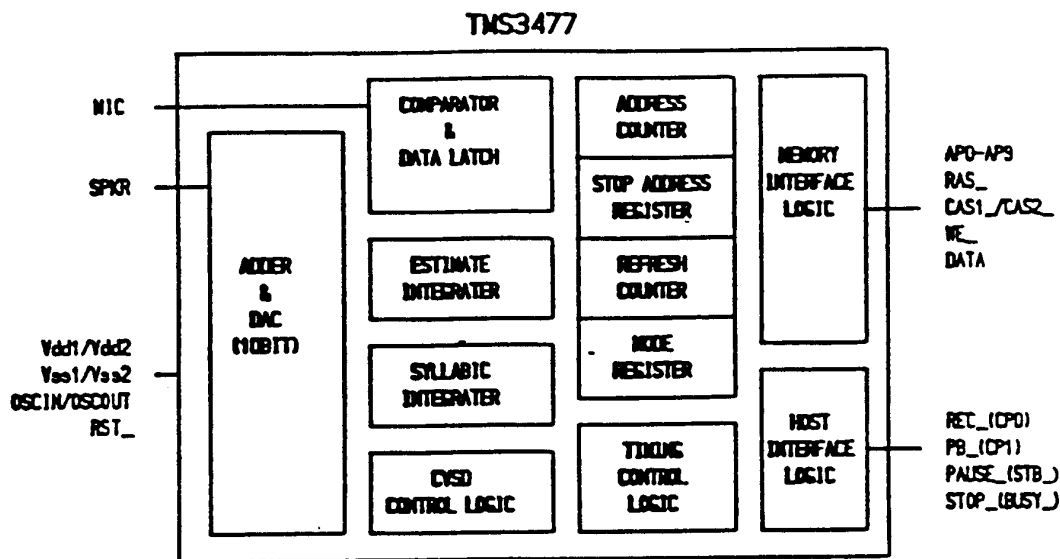 TMS3477
MIC
SPKR
Vdd1/Vdd2
Vss1/Vss2
OSCIN/OSCOUT
RST_
ADDER
&
DAC
(10BIT)
COMPARATOR
&
DATA LATCH
ESTIMATE
INTEGRATER
SYLLABIC
INTEGRATER
CVSD
CONTROL LOGIC
ADDRESS
COUNTER
STOP ADDRESS
REGISTER
REFRESH
COUNTER
MODE
REGISTER
TIMING
CONTROL
LOGIC
MEMORY
INTERFACE
LOGIC
HOST
INTERFACE
LOGIC
AP0-AP9
RAS_
CAS1_/CAS2_
WE_
DATA
REC_(CP0)
PB_(CP1)
PAUSE_(STB_)
STOP_(BUSY_)